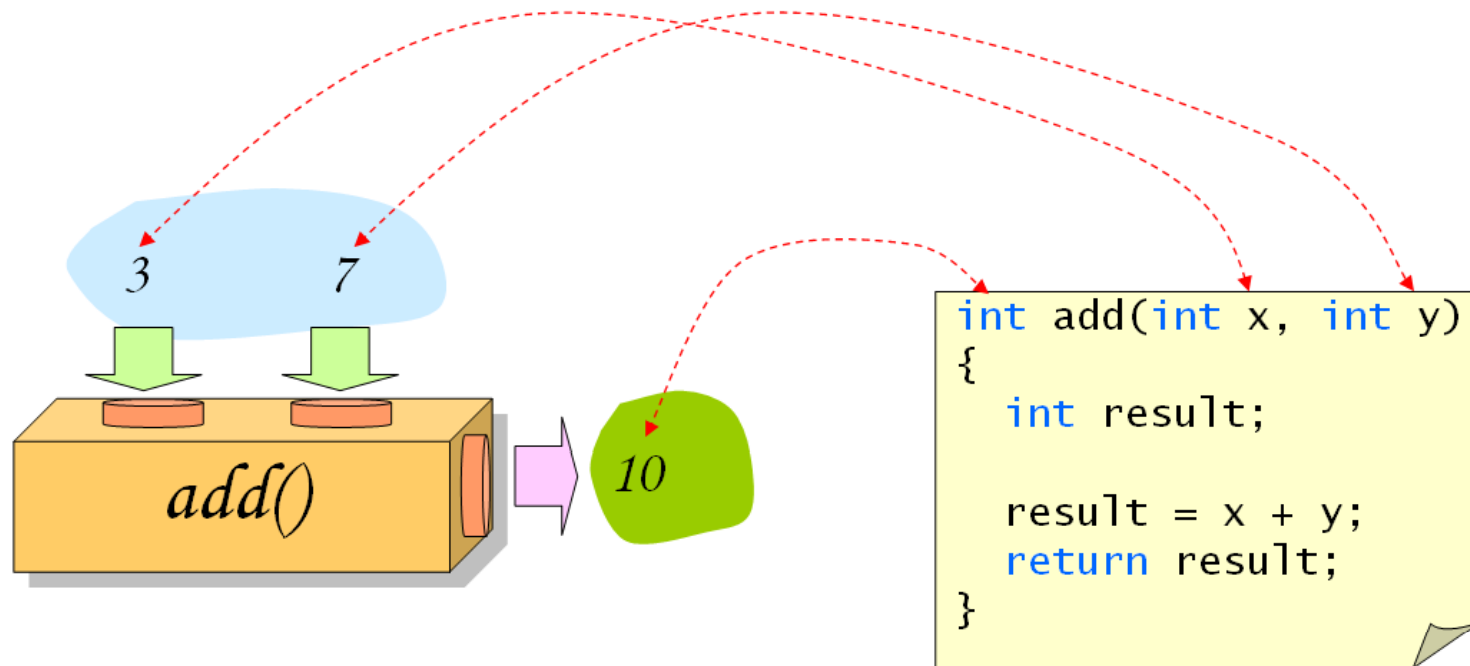 3 7
add()
10
int add(int x, int y)
{
int result;
result = x + y;
return result;
}